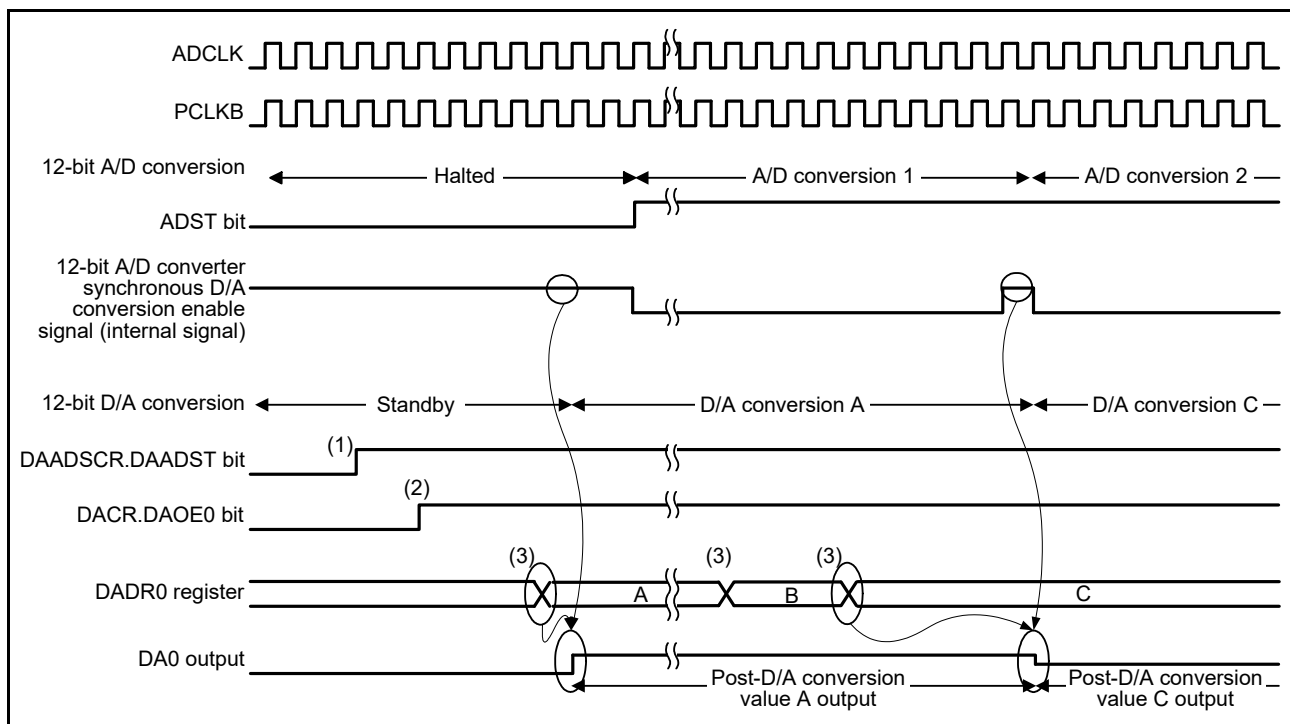 ADCLK
PCLKB
12-bit A/D conversion
Halted
A/D conversion 1
A/D conversion 2
ADST bit
12-bit A/D converter
synchronous D/A
conversion enable
signal (internal signal)
12-bit D/A conversion
Standby
D/A conversion A
D/A conversion C
DAADSCR.DAADST bit
(1)
DACR.DAOE0 bit
(2)
(3)
(3)
(3)
DADR0 register
A
B
C
DA0 output
Post-D/A conversion
value A output
Post-D/A conversion
value C output